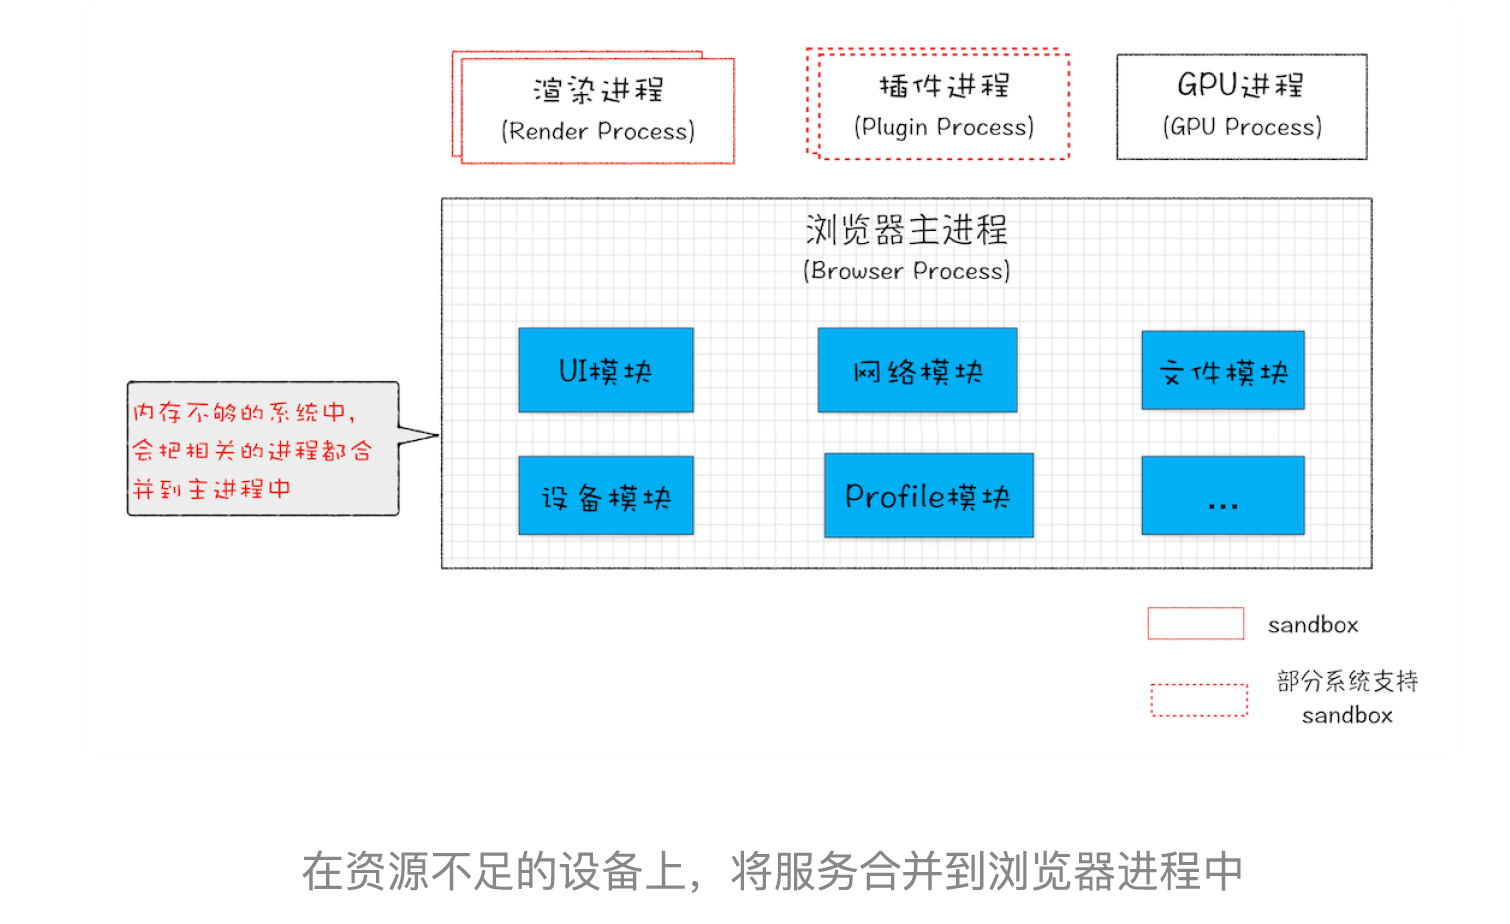 渲染进程
(Render Process)
插件进程
(Plugin Process)
GPU进程
(GPU Process)
浏览器主进程
(Browser Process)
UI模块
网络模块
文件模块
内存不够的系统中,
会把相关的进程都合
并到主进程中
设备模块
Profile模块
...
sandbox
部分系统支持
sandbox
在资源不足的设备上，将服务合并到浏览器进程中